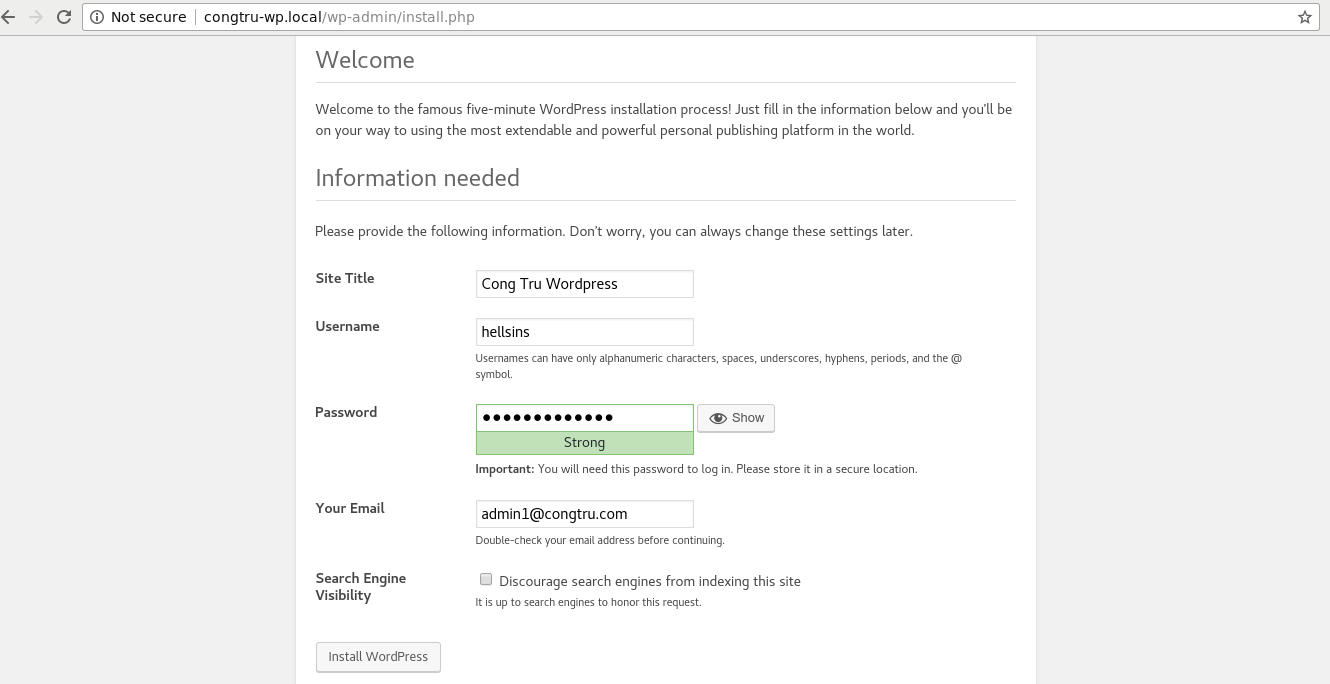 Not secure congtru-wp.local/wp-admin/install.php
Welcome
Welcome to the famous five-minute WordPress installation process! Just fill in the information below and you’ll be
on your way to using the most extendable and powerful personal publishing platform in the world.
Information needed
Please provide the following information. Don’t worry, you can always change these settings later.
Site Title Cong Tru Wordpress
Username hellsins
Usernames can have only alphanumeric characters, spaces, underscores, hyphens, periods, and the @
symbol.
Password ●●●●●●●●●●●●● Show
Strong
Important: You will need this password to log in. Please store it in a secure location.
Your Email admin1@congtru.com
Double-check your email address before continuing.
Search Engine
Visibility
Discourage search engines from indexing this site
It is up to search engines to honor this request.
Install WordPress